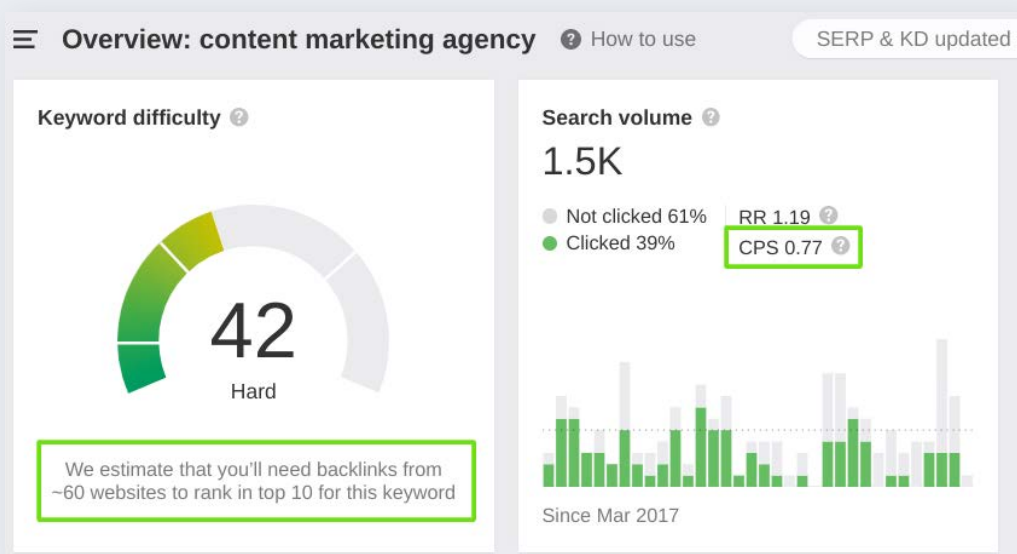 Overview: content marketing agency ? How to use SERP & KD updated
Keyword difficulty ?
42
Hard
We estimate that you'll need backlinks from
~60 websites to rank in top 10 for this keyword
Search volume ?
1.5K
Not clicked 61% RR 1.19 ?
Clicked 39% CPS 0.77 ?
Since Mar 2017